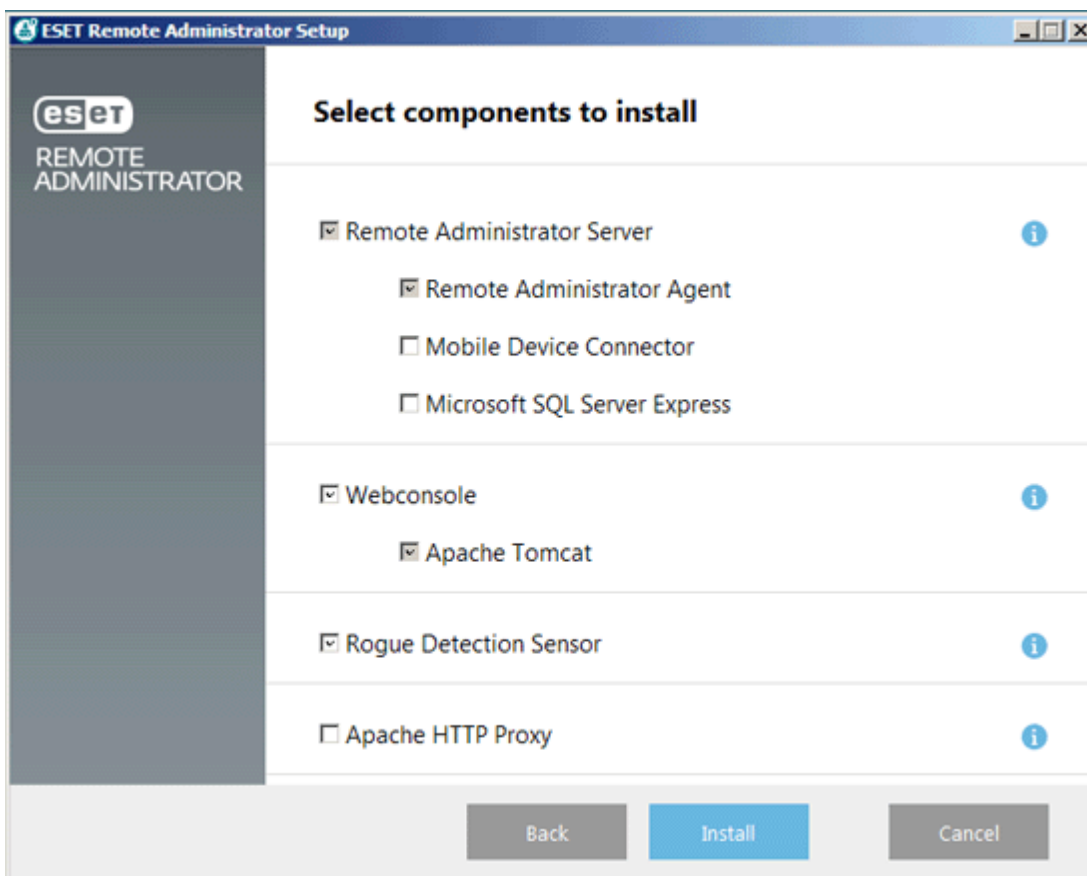 ESET Remote Administrator Setup
eset
REMOTE
ADMINISTRATOR
Select components to install
Remote Administrator Server
Remote Administrator Agent
Mobile Device Connector
Microsoft SQL Server Express
Webconsole
Apache Tomcat
Rogue Detection Sensor
Apache HTTP Proxy
Back Install Cancel